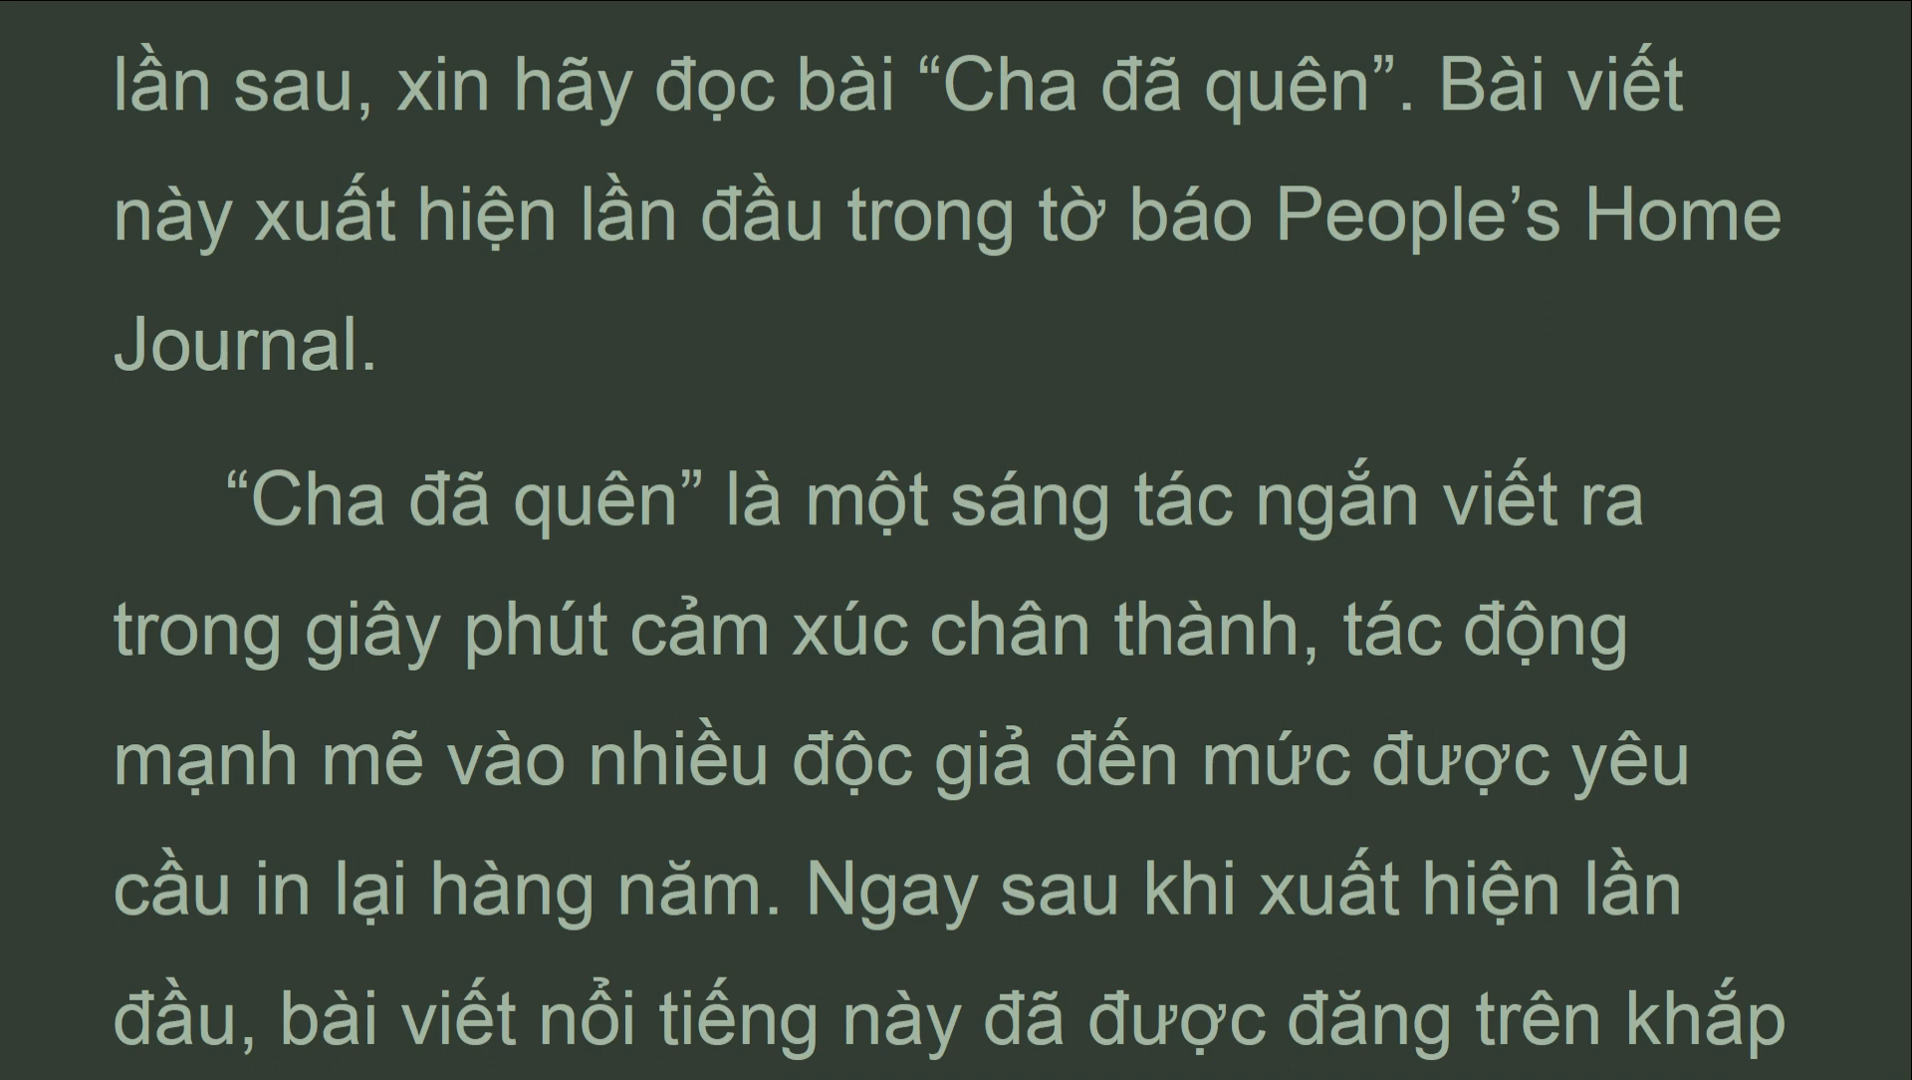 lần sau, xin hãy đọc bài “Cha đã quên”. Bài viết
này xuất hiện lần đầu trong tờ báo People’s Home
Journal.
“Cha đã quên” là một sáng tác ngắn viết ra
trong giây phút cảm xúc chân thành, tác động
mạnh mẽ vào nhiều độc giả đến mức được yêu
cầu in lại hàng năm. Ngay sau khi xuất hiện lần
đầu, bài viết nổi tiếng này đã được đăng trên khắp